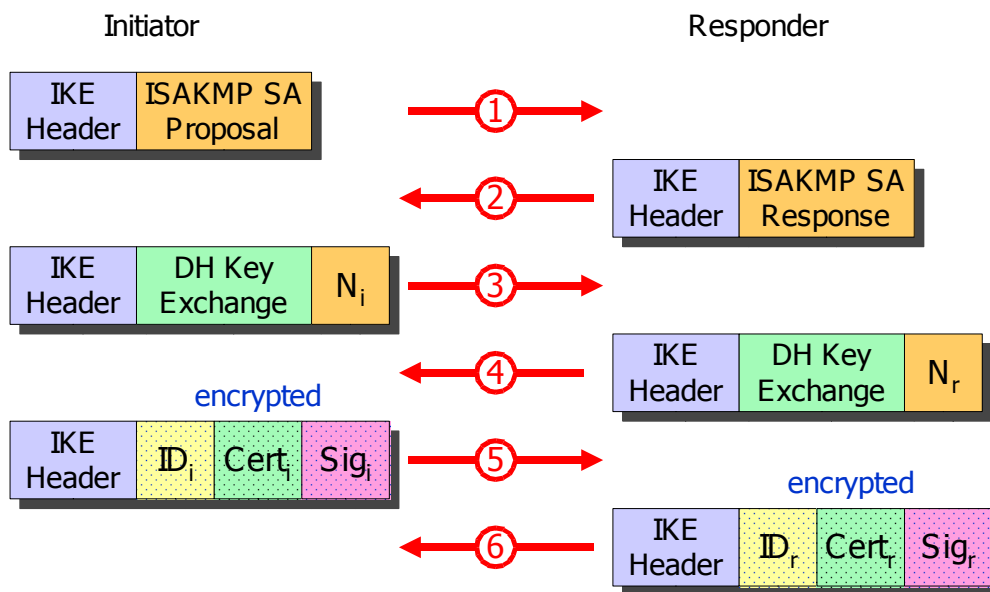 Initiator
Responder
IKE Header
ISAKMP SA Proposal
1
2
IKE Header
ISAKMP SA Response
IKE Header
DH Key Exchange
Ni
3
4
IKE Header
DH Key Exchange
Nr
encrypted
IKE Header
IDi
Certi
Sigi
5
encrypted
6
IKE Header
IDr
Certr
Sigr